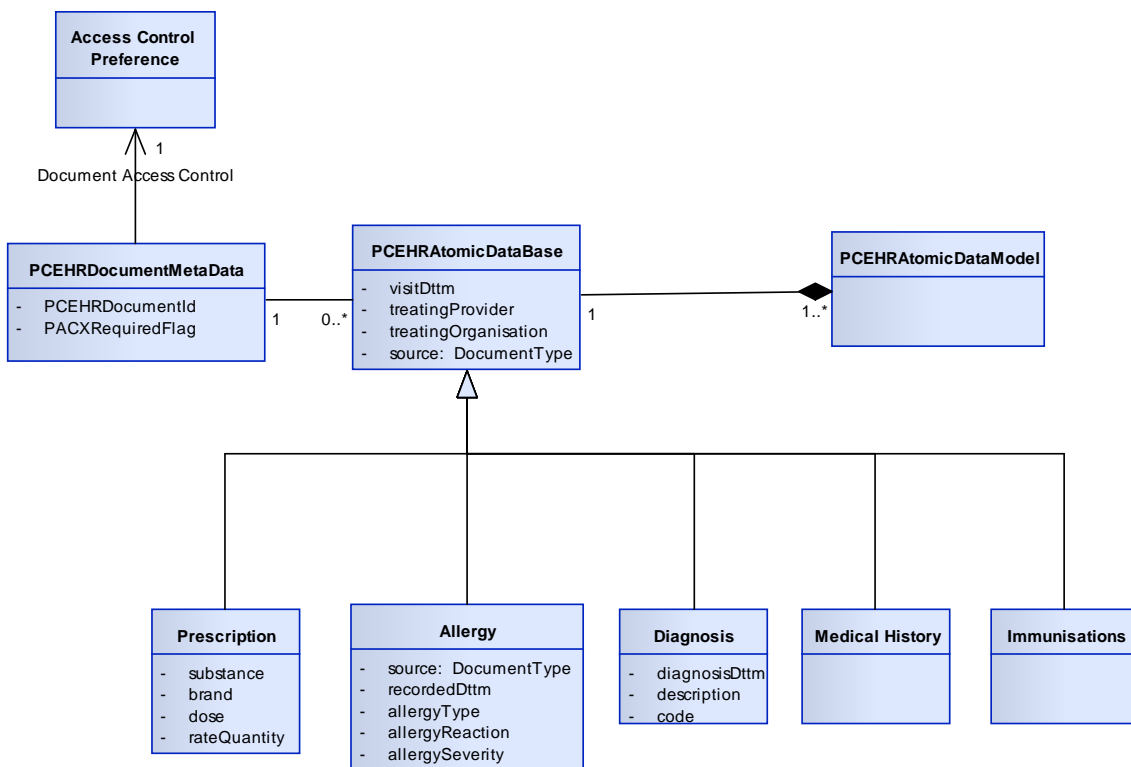 Access Control
Preference
1
Document Access Control
PCEHRDocumentMetaData
- PCEHRDocumentId
- PACXRequiredFlag
1
0..*
PCEHRAtomicDataBase
- visitDttm
- treatingProvider
- treatingOrganisation
- source: DocumentType
1
1..*
PCEHRAtomicDataModel
Prescription
- substance
- brand
- dose
- rateQuantity
Allergy
- source: DocumentType
- recordedDttm
- allergyType
- allergyReaction
- allergySeverity
Diagnosis
- diagnosisDttm
- description
- code
Medical History
Immunisations